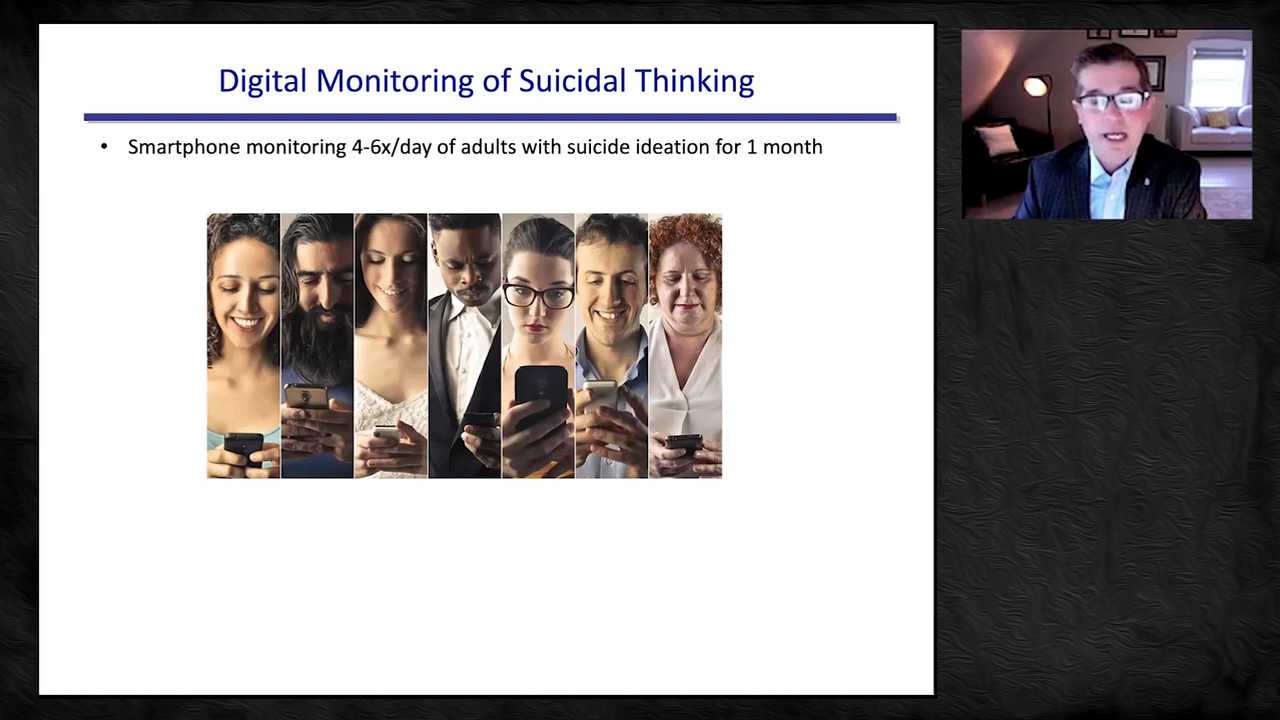 Digital Monitoring of Suicidal Thinking
• Smartphone monitoring 4-6x/day of adults with suicide ideation for 1 month